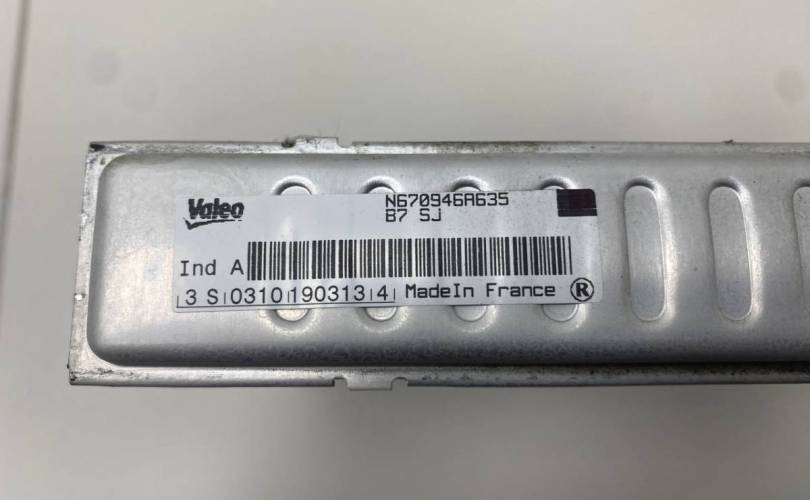 Valeo
N670946A635
B7 SJ
Ind A
3 S 0310 190313 4 MadeIn France ®